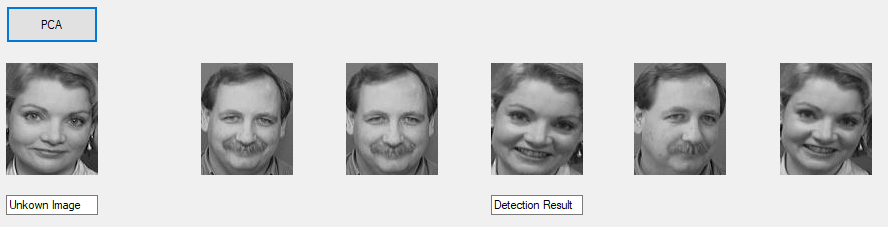 PCA
Unkown Image
Detection Result